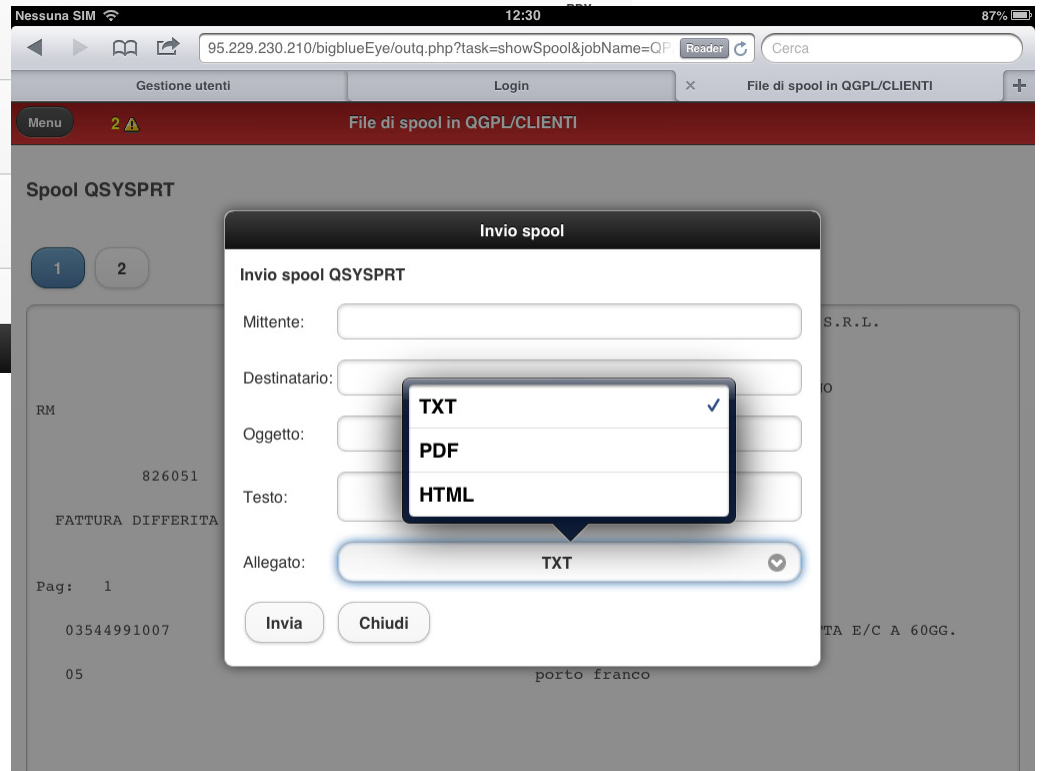 Nessuna SIM 12:30 87%
95.229.230.210/bigblueEye/outq.php?task=showSpool&jobName=QP Reader Cerca
Gestione utenti Login File di spool in QGPL/CLIENTI
Menu 2 File di spool in QGPL/CLIENTI
Spool QSYSPRT
Invio spool
1 2
Invio spool QSYSPRT
Mittente:
S.R.L.
Destinatario:
TXT
RM
Oggetto:
PDF
826051
HTML
Testo:
FATTURA DIFFERITA
Allegato: TXT
Pag: 1
Invia Chiudi
03544991007 TA E/C A 60GG.
05 porto franco